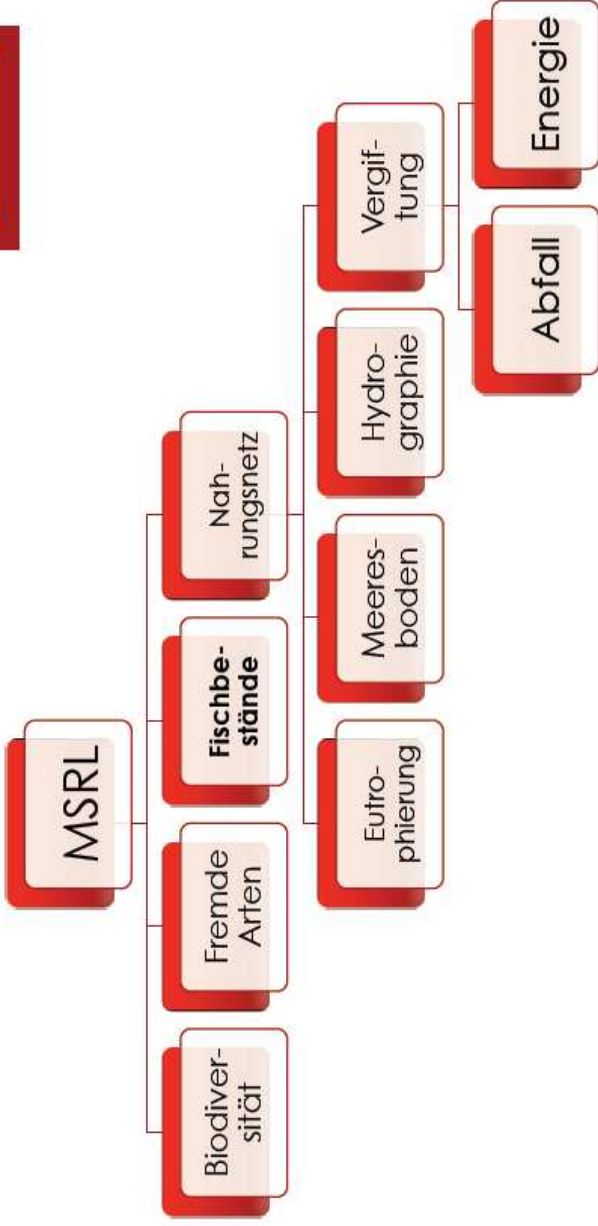 MSRL
Biodiver-
sität
Fremde
Arten
Fischbe-
stände
Nah-
rungsnetz
Eutro-
phierung
Meeres-
boden
Hydro-
graphie
Vergif-
tung
Abfall
Energie